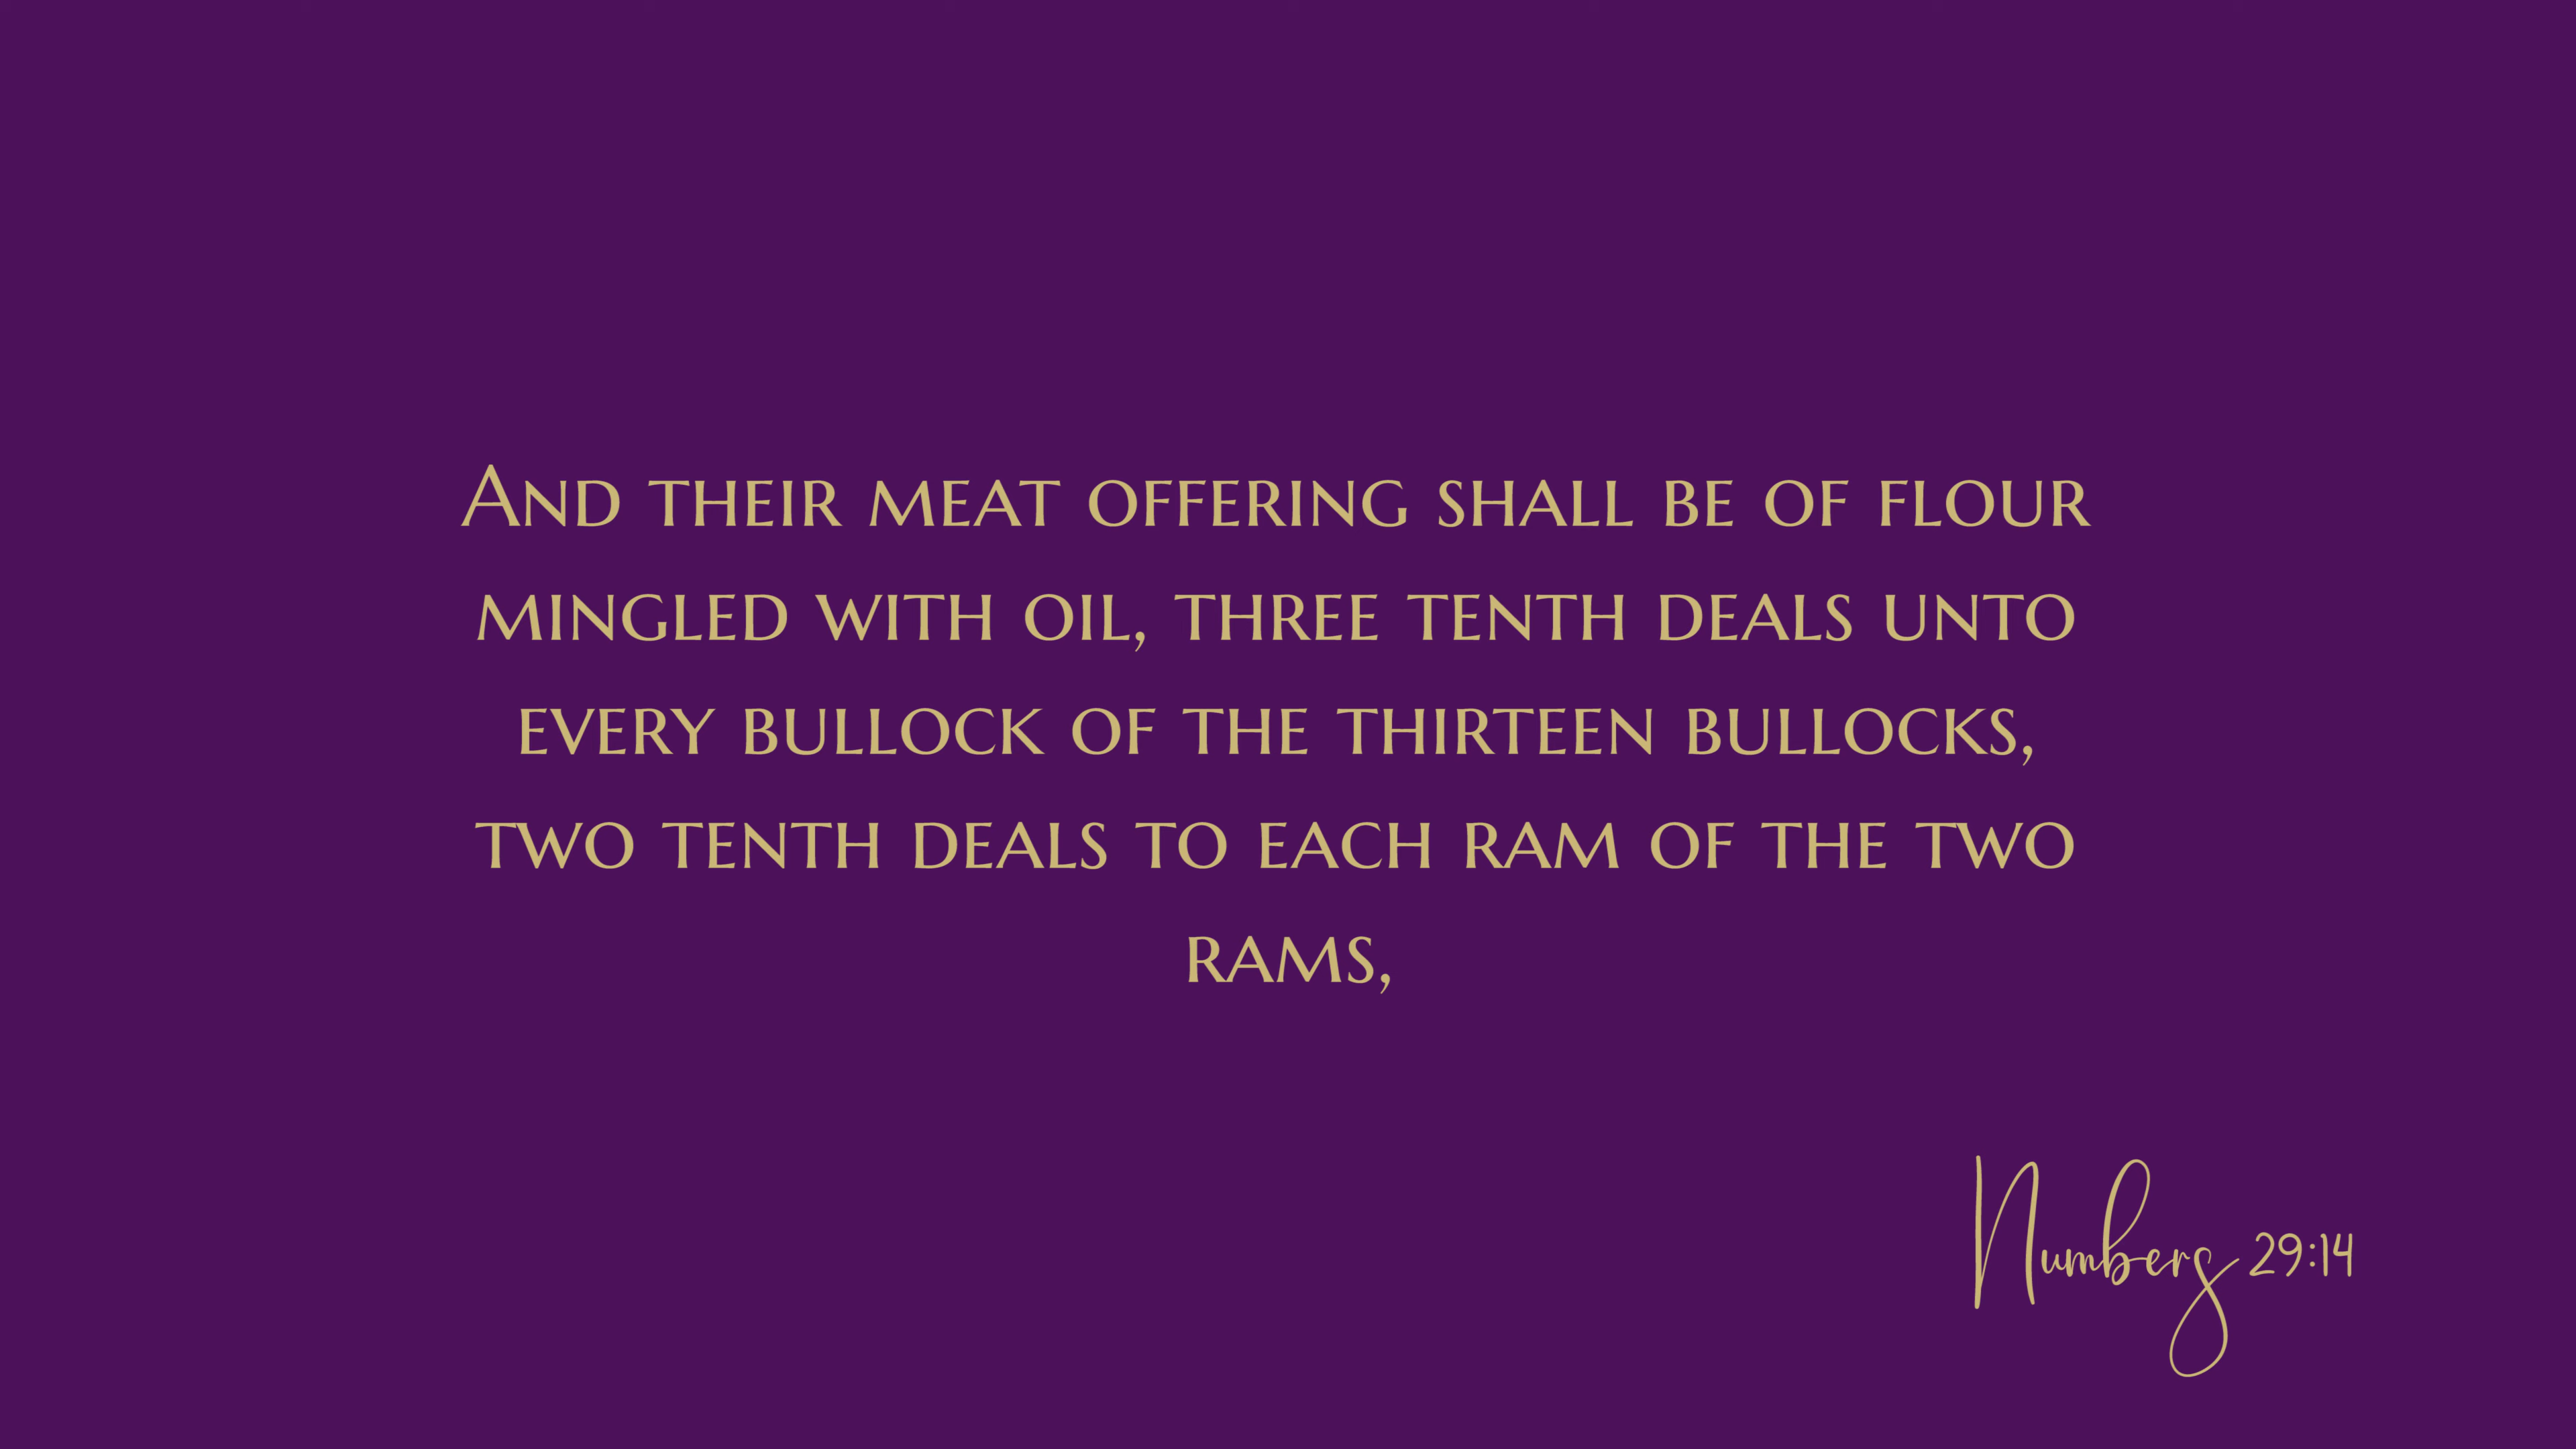 And their meat offering shall be of flour
mingled with oil, three tenth deals unto
every bullock of the thirteen bullocks,
two tenth deals to each ram of the two
rams,
Numbers 29:14